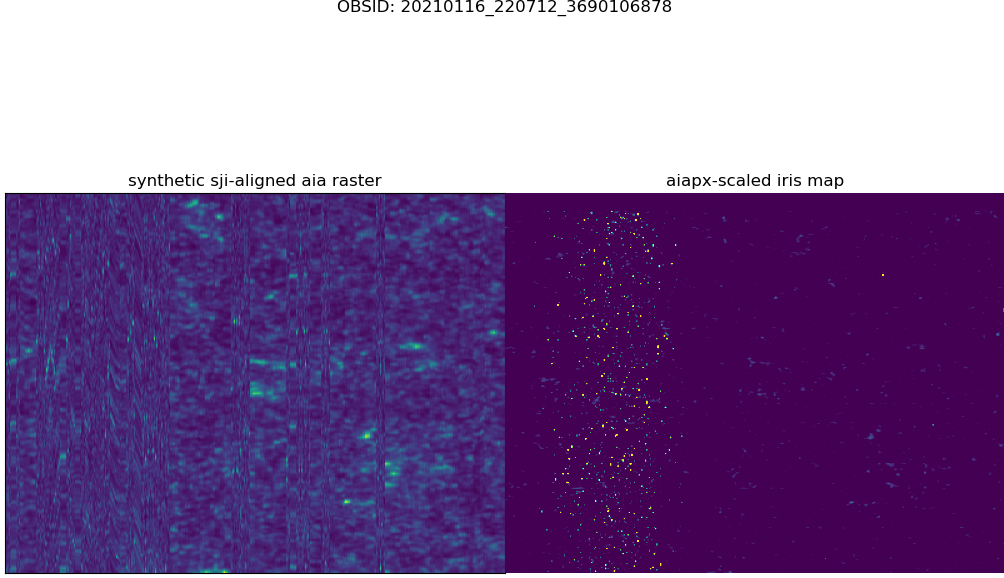 OBSID: 20210116_220712_3690106878
synthetic sji-aligned aia raster
aiapx-scaled iris map